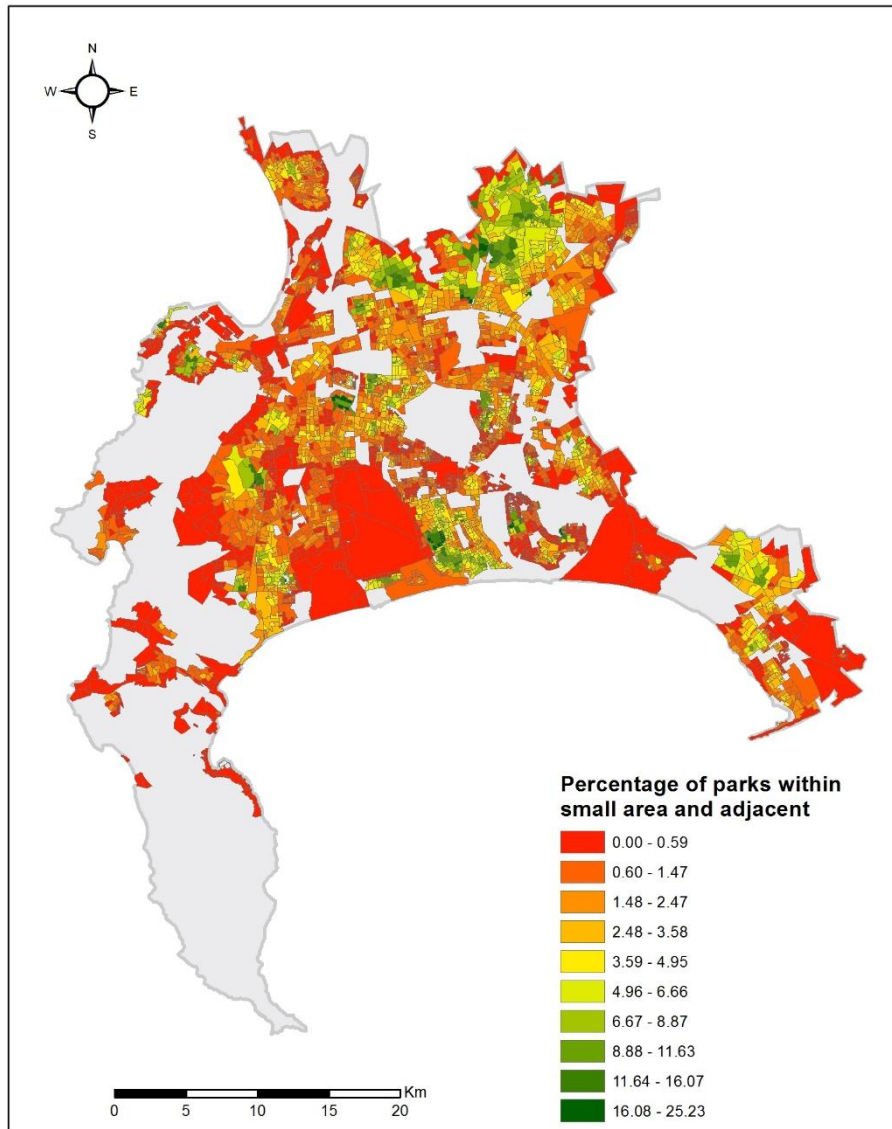 N
W E
S
Percentage of parks within
small area and adjacent
0.00 - 0.59
0.60 - 1.47
1.48 - 2.47
2.48 - 3.58
3.59 - 4.95
4.96 - 6.66
6.67 - 8.87
8.88 - 11.63
11.64 - 16.07
16.08 - 25.23
Km
0 5 10 15 20